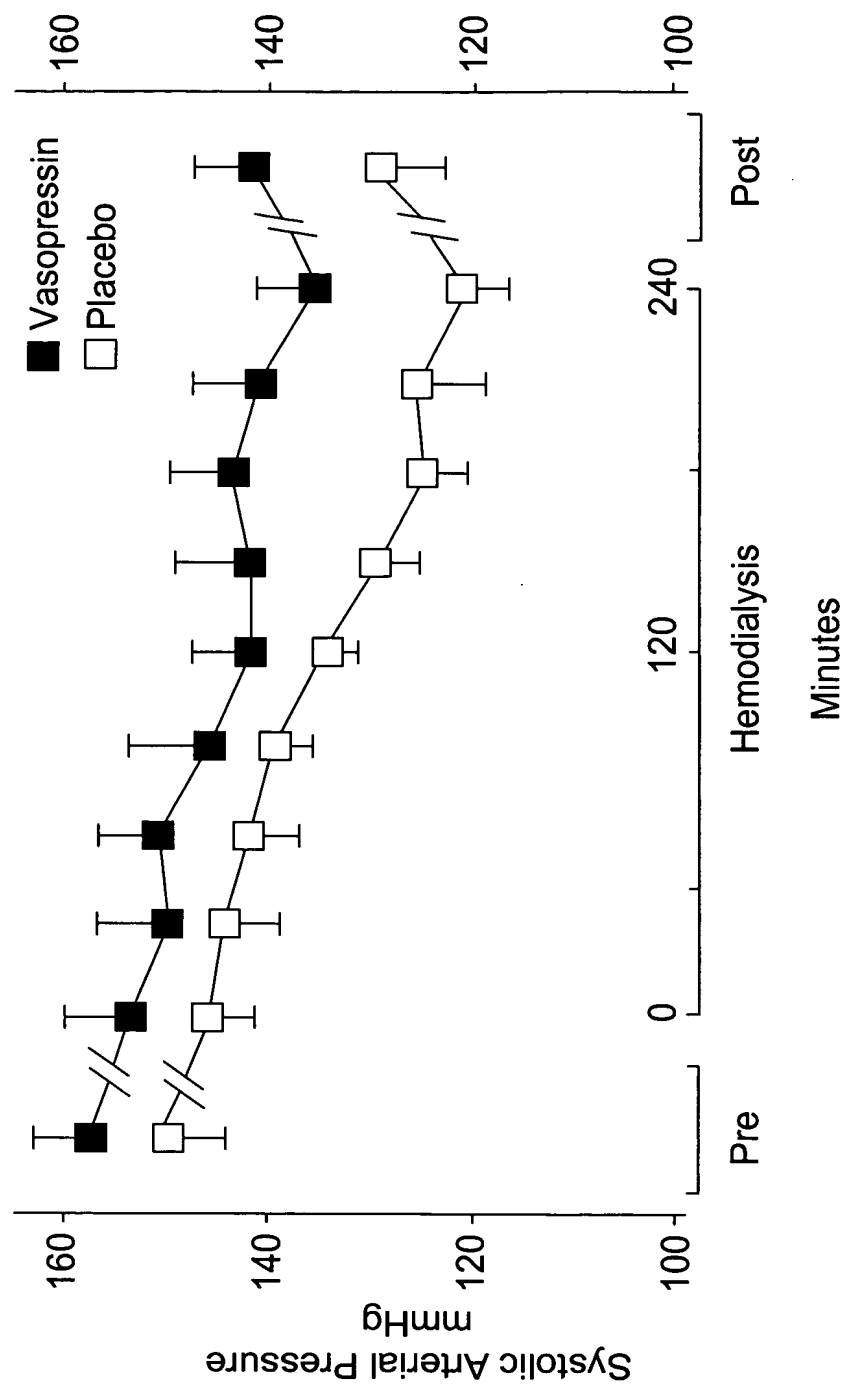 Systolic Arterial Pressure
mmHg
160
140
120
100
Vasopressin
Placebo
160
140
120
100
Pre
0
120
240
Post
Hemodialysis
Minutes